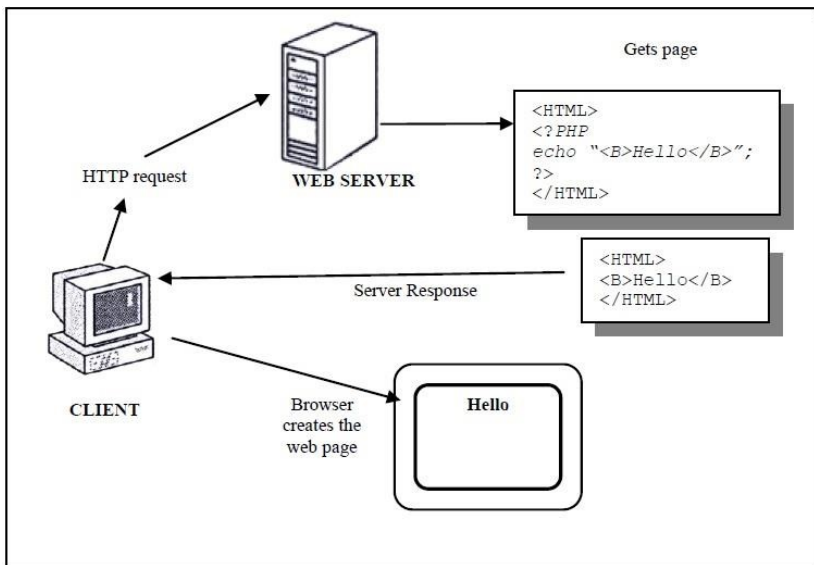 Gets page
<HTML>
<?PHP
echo “<B>Hello</B>”;
?>
</HTML>
HTTP request
WEB SERVER
<HTML>
<B>Hello</B>
</HTML>
Server Response
CLIENT
Browser
creates the
web page
Hello